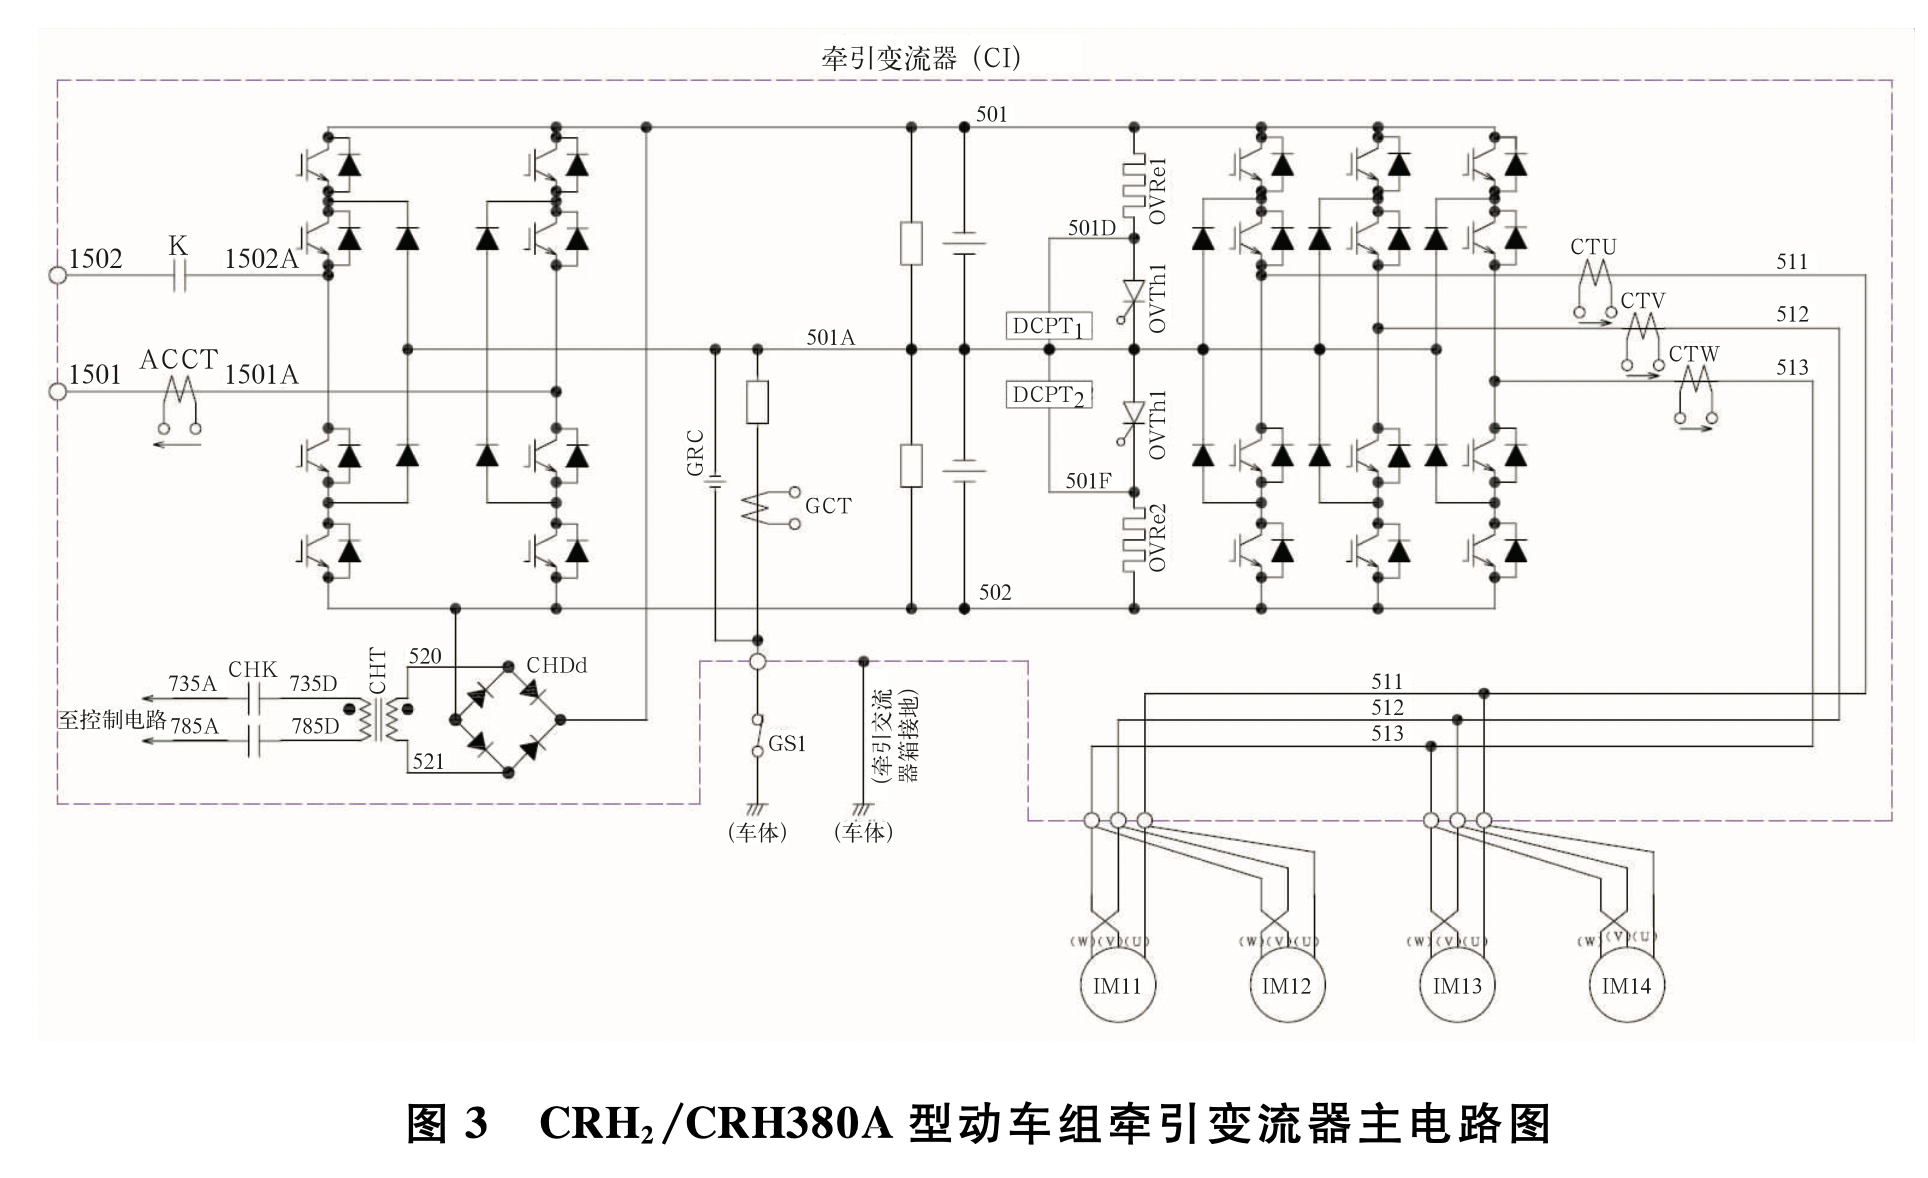 牵引变流器 (CI)
501
OVRe1
501D
OVTh1
1502
K
1502A
CTU
511
CTV
512
DCPT1
501A
CTW
513
ACCT
1501
1501A
DCPT2
OVTh1
GRC
GCT
501F
OVRe2
502
CHT
520
CHDd
CHK
735A
735D
至控制电路
785A
785D
521
GS1
(牵引交流
器箱接地)
511
512
513
(车体)
(车体)
(W)(V)(U)
(W)(V)(U)
(W)(V)(U)
(W)(V)(U)
IM11
IM12
IM13
IM14
图 3 CRH2/CRH380A 型动车组牵引变流器主电路图